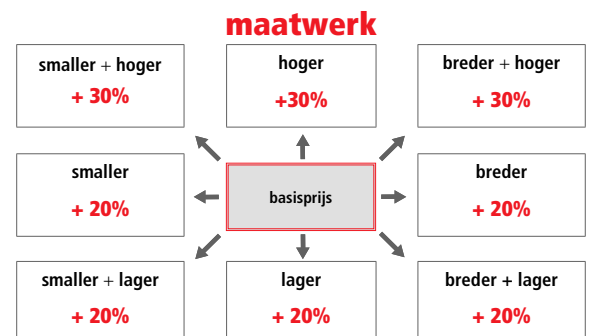 maatwerk
smaller + hoger
+ 30%
hoger
+30%
breder + hoger
+ 30%
smaller
+ 20%
basisprijs
breder
+ 20%
smaller + lager
+ 20%
lager
+ 20%
breder + lager
+ 20%